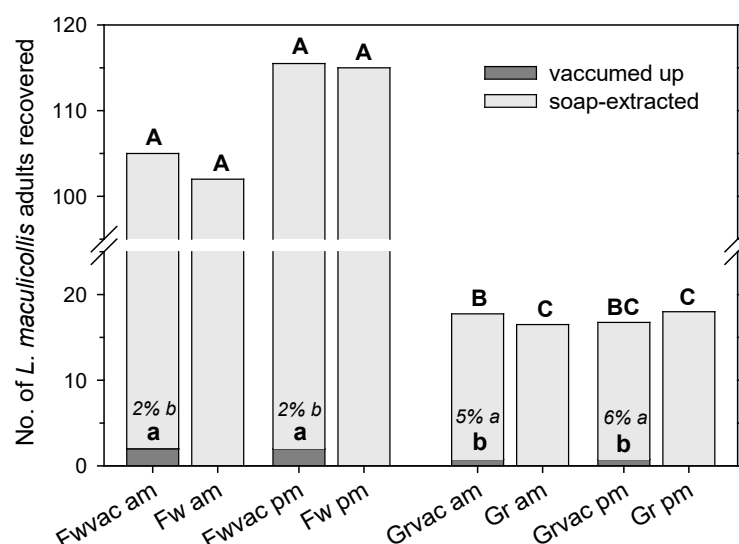 No. of L. maculicollis adults recovered
120
110
100
20
10
0
vaccumed up
soap-extracted
A
A
A
A
B
C
BC
C
2% b
a
2% b
a
5% a
b
6% a
b
Fwvac am
Fw am
Fwvac pm
Fw pm
Grvac am
Gr am
Grvac pm
Gr pm